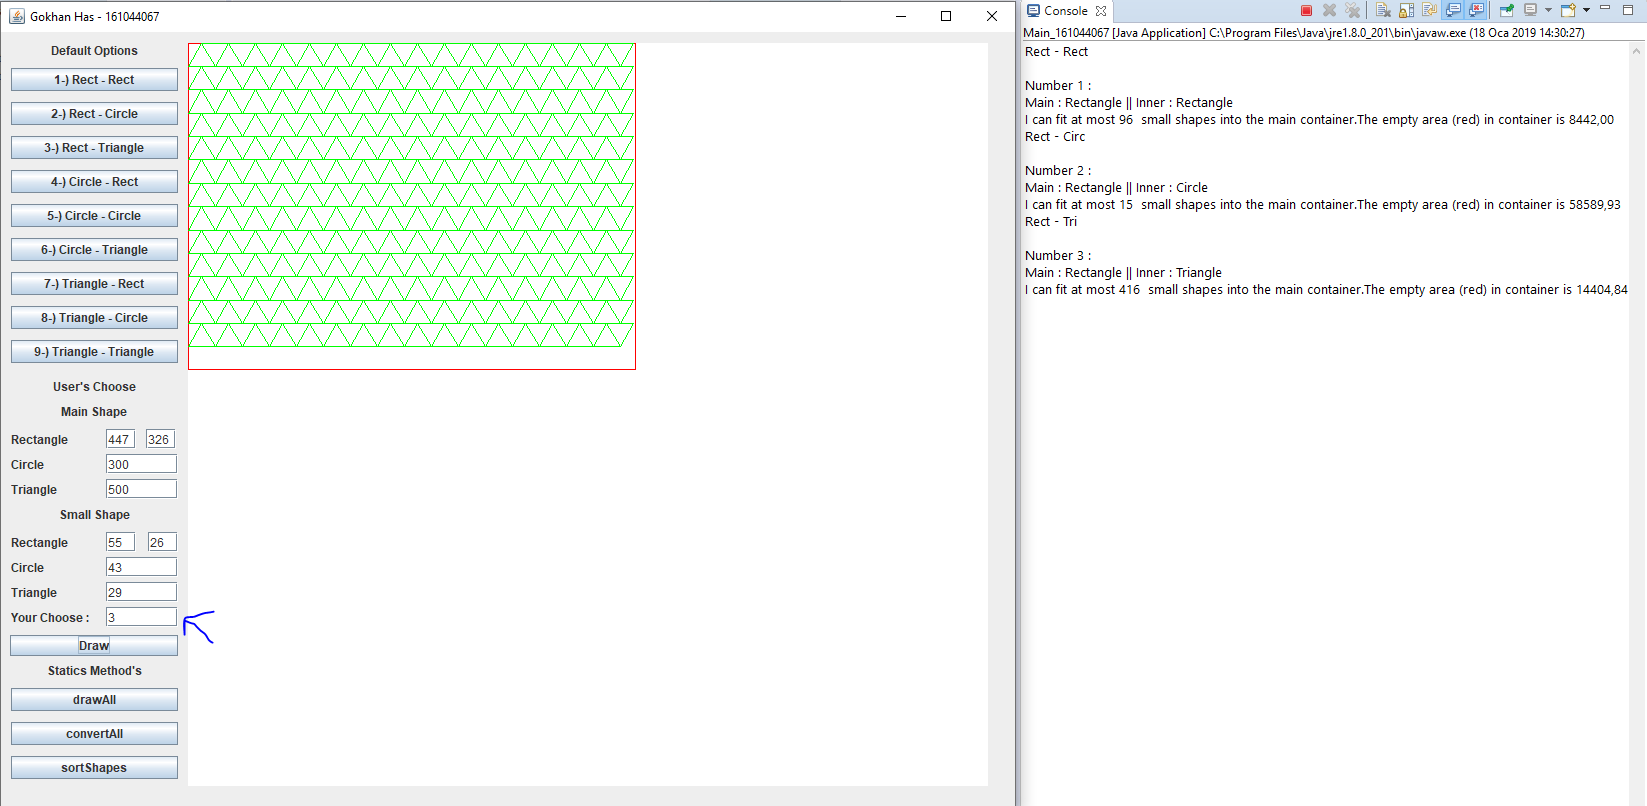 Gokhan Has - 161044067
Default Options
1-) Rect - Rect
2-) Rect - Circle
3-) Rect - Triangle
4-) Circle - Rect
5-) Circle - Circle
6-) Circle - Triangle
7-) Triangle - Rect
8-) Triangle - Circle
9-) Triangle - Triangle
User's Choose
Main Shape
Rectangle 447 326
Circle 300
Triangle 500
Small Shape
Rectangle 55 26
Circle 43
Triangle 29
Your Choose : 3
Draw
Statics Method's
drawAll
convertAll
sortShapes
Console
Main_161044067 [Java Application] C:\Program Files\Java\jre1.8.0_201\bin\javaw.exe (18 Oca 2019 14:30:27)
Rect - Rect
Number 1 :
Main : Rectangle || Inner : Rectangle
I can fit at most 96  small shapes into the main container.The empty area (red) in container is 8442,00
Rect - Circ
Number 2 :
Main : Rectangle || Inner : Circle
I can fit at most 15  small shapes into the main container.The empty area (red) in container is 58589,93
Rect - Tri
Number 3 :
Main : Rectangle || Inner : Triangle
I can fit at most 416  small shapes into the main container.The empty area (red) in container is 14404,84